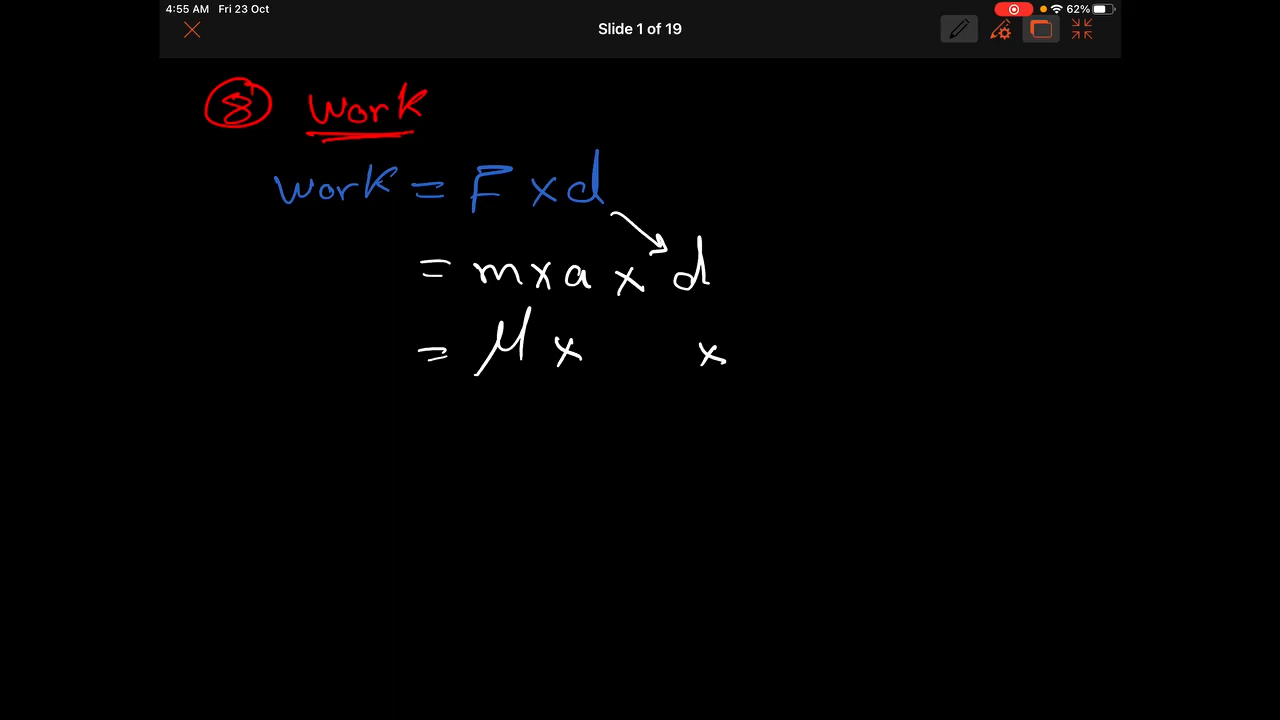 4:55 AM Fri 23 Oct 62%
Slide 1 of 19
8 Work
Work = F × d
= m × a × d
= M × ×